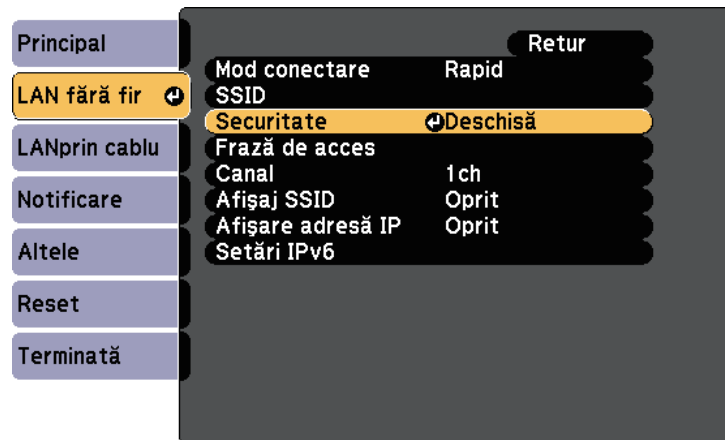 Principal
LAN fără fir
LANprin cablu
Notificare
Altele
Reset
Terminată
Retur
Mod conectare Rapid
SSID
Securitate Deschisă
Frază de acces
Canal 1ch
Afişaj SSID Oprit
Afişare adresă IP Oprit
Setări IPv6